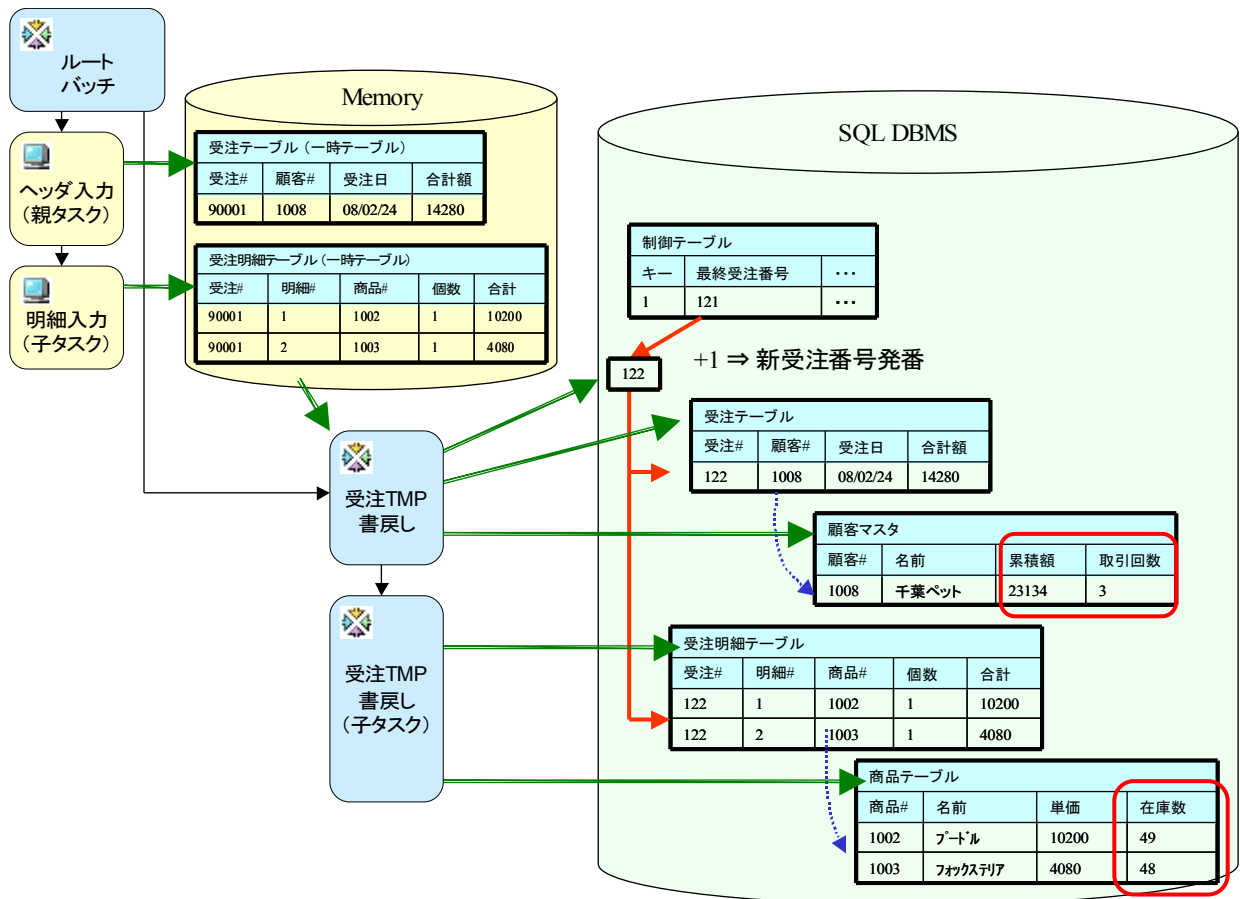 ルート
バッチ
ヘッダ入力
(親タスク)
明細入力
(子タスク)
Memory
受注テーブル (一時テーブル)
受注# 顧客# 受注日 合計額
90001 1008 08/02/24 14280
受注明細テーブル (一時テーブル)
受注# 明細# 商品# 個数 合計
90001 1 1002 1 10200
90001 2 1003 1 4080
受注TMP
書戻し
受注TMP
書戻し
(子タスク)
SQL DBMS
制御テーブル
キー 最終受注番号 ・・・
1 121 ・・・
122
+1 ⇒ 新受注番号発番
受注テーブル
受注# 顧客# 受注日 合計額
122 1008 08/02/24 14280
顧客マスタ
顧客# 名前 累積額 取引回数
1008 千葉ペット 23134 3
受注明細テーブル
受注# 明細# 商品# 個数 合計
122 1 1002 1 10200
122 2 1003 1 4080
商品テーブル
商品# 名前 単価 在庫数
1002 プードル 10200 49
1003 フォックステリア 4080 48